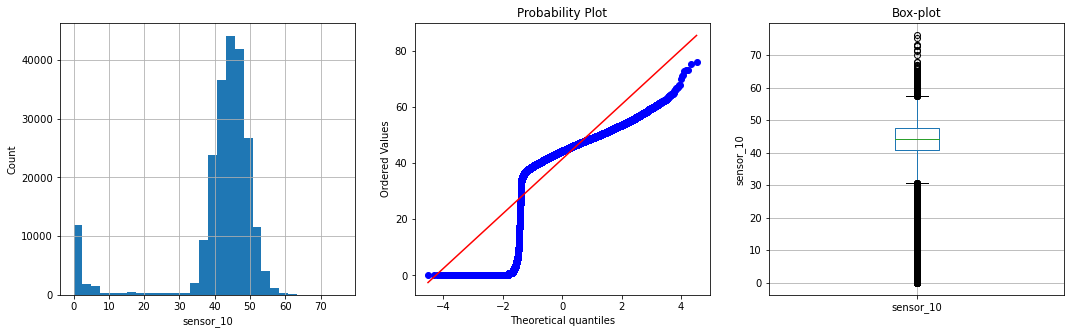 Count
40000
30000
20000
10000
0
0 10 20 30 40 50 60 70
sensor_10
Probability Plot
Ordered Values
80
60
40
20
0
−4 −2 0 2 4
Theoretical quantiles
Box-plot
sensor_10
70
60
50
40
30
20
10
0
sensor_10